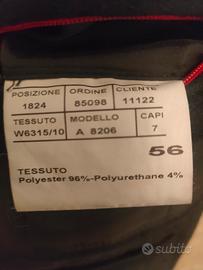 POSIZIONE ORDINE CLIENTE
1824 85098 11122
TESSUTO MODELLO CAPI
W6315/10 A 8206 7
56
TESSUTO
Polyester 96%-Polyurethane 4%
subito